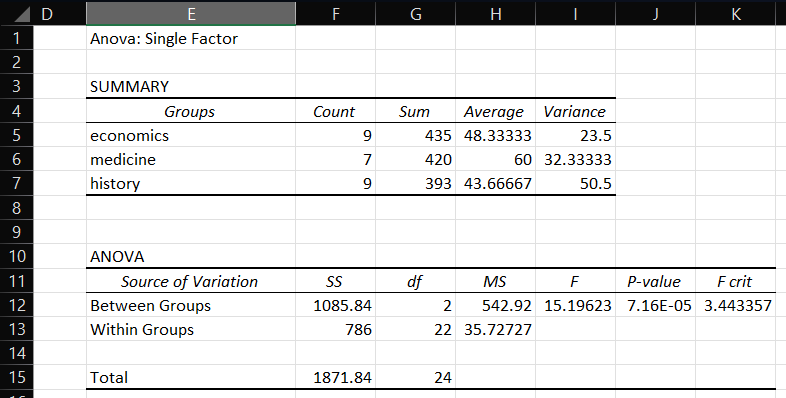 D E F G H I J K
1 Anova: Single Factor
2
3 SUMMARY
4 Groups Count Sum Average Variance
5 economics 9 435 48.33333 23.5
6 medicine 7 420 60 32.33333
7 history 9 393 43.66667 50.5
8
9
10 ANOVA
11 Source of Variation SS df MS F P-value F crit
12 Between Groups 1085.84 2 542.92 15.19623 7.16E-05 3.443357
13 Within Groups 786 22 35.72727
14
15 Total 1871.84 24